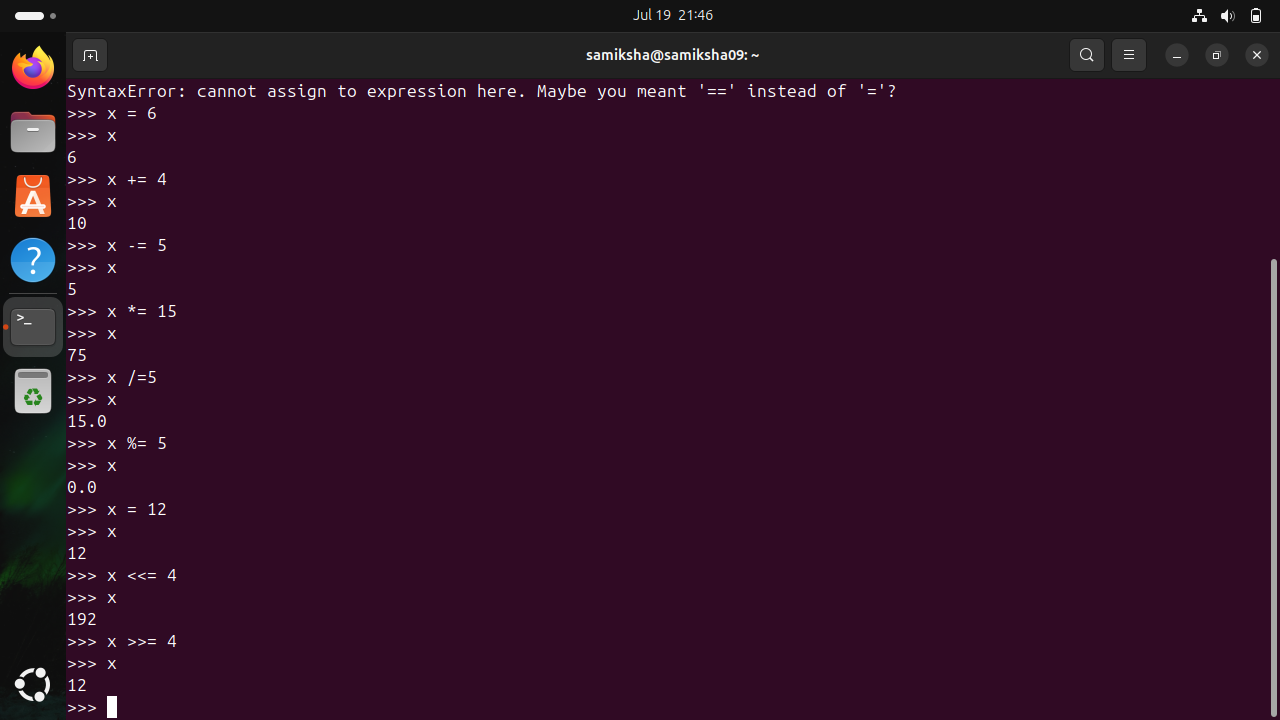 Jul 19 21:46
samiksha@samiksha09: ~
SyntaxError: cannot assign to expression here. Maybe you meant '==' instead of '='?
>>> x = 6
>>> x
6
>>> x += 4
>>> x
10
>>> x -= 5
>>> x
5
>>> x *= 15
>>> x
75
>>> x /=5
>>> x
15.0
>>> x %= 5
>>> x
0.0
>>> x = 12
>>> x
12
>>> x <<= 4
>>> x
192
>>> x >>= 4
>>> x
12
>>>